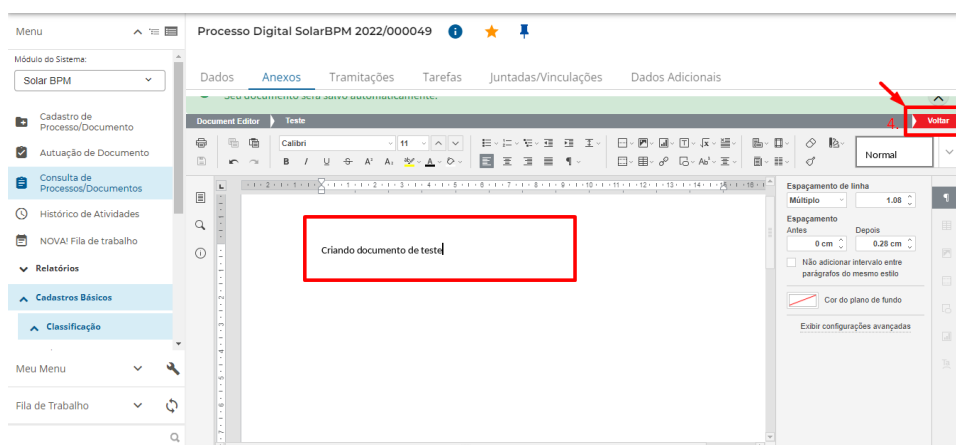 Menu
Módulo do Sistema:
Solar BPM
Cadastro de
Processo/Documento
Autuação de Documento
Consulta de
Processos/Documentos
Histórico de Atividades
NOVA! Fila de trabalho
Relatórios
Cadastros Básicos
Classificação
Meu Menu
Fila de Trabalho
Processo Digital SolarBPM 2022/000049
Dados Anexos Tramitações Tarefas Juntadas/Vinculações Dados Adicionais
Seu documento será salvo automaticamente.
Document Editor Teste
4. Voltar
Calibri 11
Normal
Criando documento de teste
Espaçamento de linha
Múltiplo 1.08
Espaçamento
Antes Depois
0 cm 0.28 cm
Não adicionar intervalo entre
parágrafos do mesmo estilo
Cor do plano de fundo
Exibir configurações avançadas